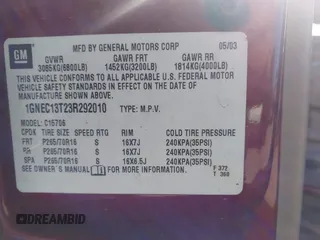 GM
MFD BY GENERAL MOTORS CORP 05/03
GVWR GAWR FRT GAWR RR
3085KG(6800LB) 1452KG(3200LB) 1814KG(4000LB)
THIS VEHICLE CONFORMS TO ALL APPLICABLE U.S. FEDERAL MOTOR
VEHICLE SAFETY STANDARDS IN EFFECT ON THE DATE OF
MANUFACTURE SHOWN ABOVE.
1GNEC13T23R292010 TYPE: M.P.V.
MODEL: C15706
TIRE SIZE SPEED RTG RIM COLD TIRE PRESSURE
FRT P265/70R16 S 16X7J 240KPA(35PSI)
RR P265/70R16 S 16X7J 240KPA(35PSI)
SPA P265/70R16 S 16X6.5J 240KPA(35PSI)
SEE OWNER'S MANUAL FOR ADDITIONAL INFORMATION.
F 372
T 368
DREAMBID